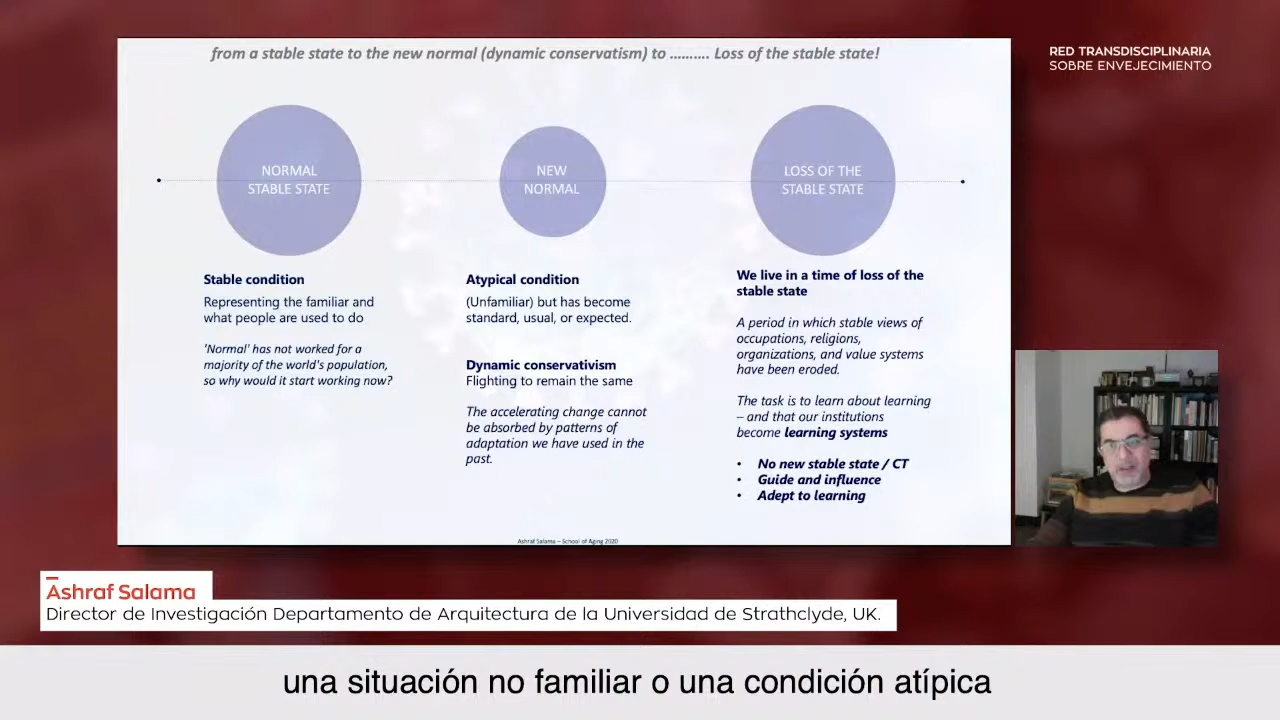 from a stable state to the new normal (dynamic conservatism) to .......... Loss of the stable state!
RED TRANSDISCIPLINARIA
SOBRE ENVEJECIMIENTO
NORMAL
STABLE STATE
NEW
NORMAL
LOSS OF THE
STABLE STATE
Stable condition
Representing the familiar and
what people are used to do
'Normal' has not worked for a
majority of the world's population,
so why would it start working now?
Atypical condition
(Unfamiliar) but has become
standard, usual, or expected.
Dynamic conservativism
Flighting to remain the same
The accelerating change cannot
be absorbed by patterns of
adaptation we have used in the
past.
We live in a time of loss of the
stable state
A period in which stable views of
occupations, religions,
organizations, and value systems
have been eroded.
The task is to learn about learning
– and that our institutions
become learning systems
• No new stable state / CT
• Guide and influence
• Adept to learning
Ashraf Salama – School of Aging 2020
Ashraf Salama
Director de Investigación Departamento de Arquitectura de la Universidad de Strathclyde, UK.
una situación no familiar o una condición atípica